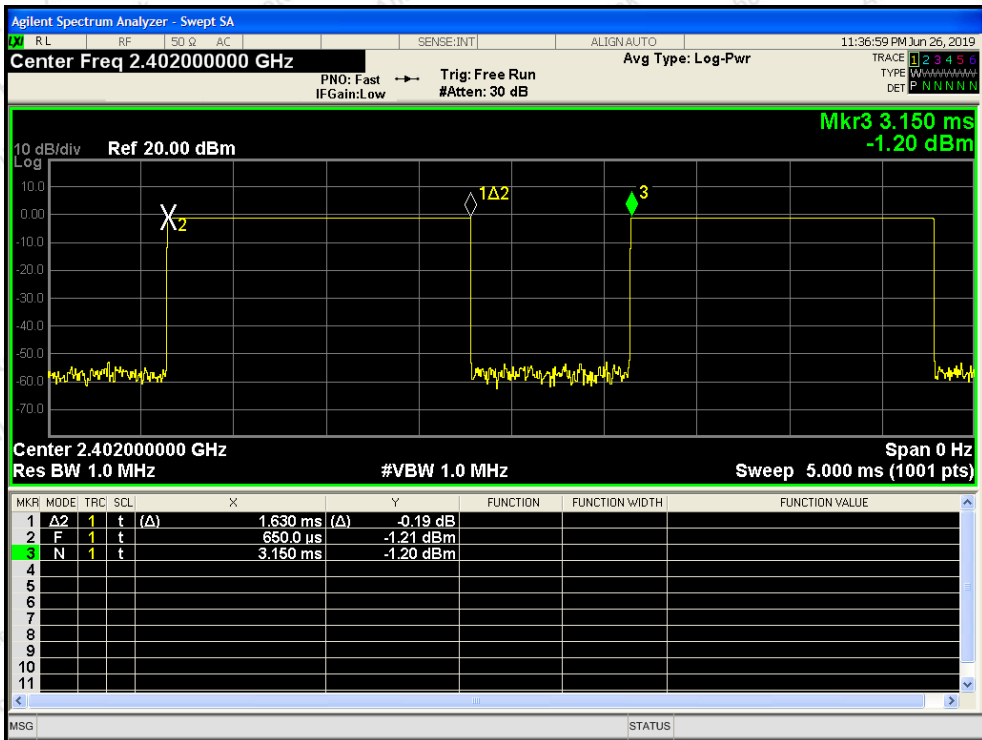 Agilent Spectrum Analyzer - Swept SA
LXI RL RF 50 Ω AC SENSE:INT ALIGN AUTO 11:36:59 PM Jun 26, 2019
Center Freq 2.402000000 GHz Avg Type: Log-Pwr TRACE 1 2 3 4 5 6
PNO: Fast Trig: Free Run TYPE W
IFGain:Low #Atten: 30 dB DET P N N N N N
Mkr3 3.150 ms
10 dB/div Ref 20.00 dBm -1.20 dBm
Log
10.0
1Δ2
3
0.00
2
-10.0
-20.0
-30.0
-40.0
-50.0
-60.0
-70.0
Center 2.402000000 GHz Span 0 Hz
Res BW 1.0 MHz #VBW 1.0 MHz Sweep 5.000 ms (1001 pts)
MKR MODE TRC SCL X Y FUNCTION FUNCTION WIDTH FUNCTION VALUE
1 Δ2 1 t (Δ) 1.630 ms (Δ) -0.19 dB
2 F 1 t 650.0 µs -1.21 dBm
3 N 1 t 3.150 ms -1.20 dBm
4
5
6
7
8
9
10
11
MSG STATUS